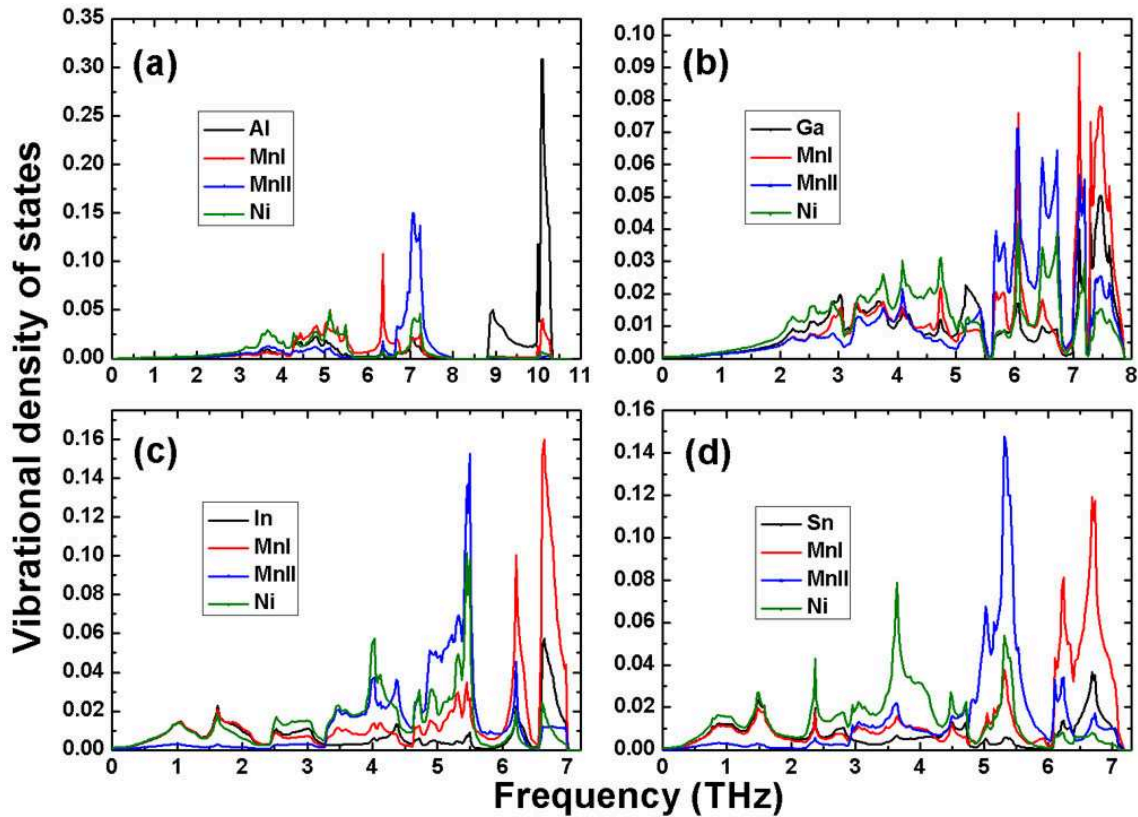 Vibrational density of states
0.35
0.30
0.25
0.20
0.15
0.10
0.05
0.00
(a)
Al
MnI
MnII
Ni
0 1 2 3 4 5 6 7 8 9 10 11
0.10
0.09
0.08
0.07
0.06
0.05
0.04
0.03
0.02
0.01
0.00
(b)
Ga
MnI
MnII
Ni
0 1 2 3 4 5 6 7 8
0.16
0.14
0.12
0.10
0.08
0.06
0.04
0.02
0.00
(c)
In
MnI
MnII
Ni
0 1 2 3 4 5 6 7
0.16
0.14
0.12
0.10
0.08
0.06
0.04
0.02
0.00
(d)
Sn
MnI
MnII
Ni
0 1 2 3 4 5 6 7
Frequency (THz)